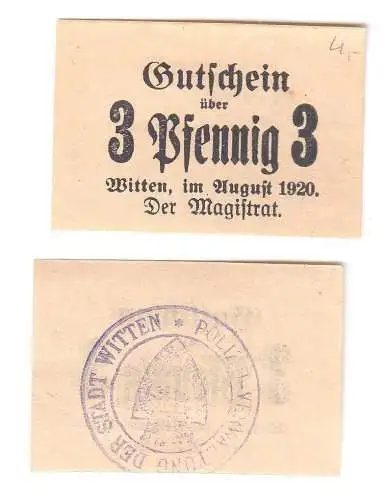 4,-
Gutschein
über
3 Pfennig 3
Witten, im August 1920.
Der Magistrat.
POLIZEI-VERWALTUNG DER STADT WITTEN *